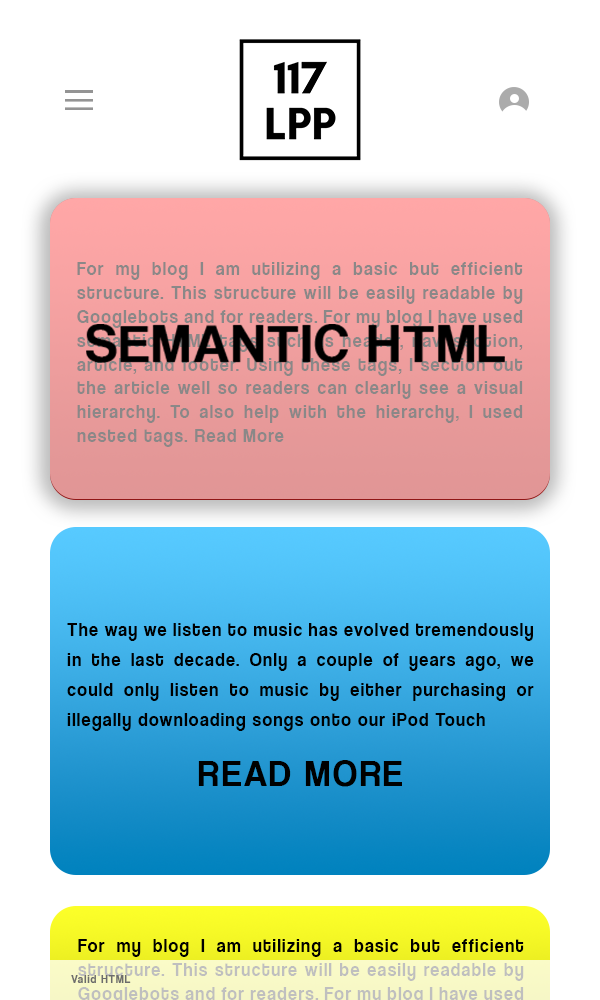 117
LPP
For my blog I am utilizing a basic but efficient
structure. This structure will be easily readable by
Googlebots and for readers. For my blog I have used
semantic HTML tags such as header, nav, section,
SEMANTIC HTML
article, and footer. Using these tags, I section out
the article well so readers can clearly see a visual
hierarchy. To also help with the hierarchy, I used
nested tags. Read More
The way we listen to music has evolved tremendously
in the last decade. Only a couple of years ago, we
could only listen to music by either purchasing or
illegally downloading songs onto our iPod Touch
READ MORE
For my blog I am utilizing a basic but efficient
structure. This structure will be easily readable by
Valid HTML
Googlebots and for readers. For my blog I have used